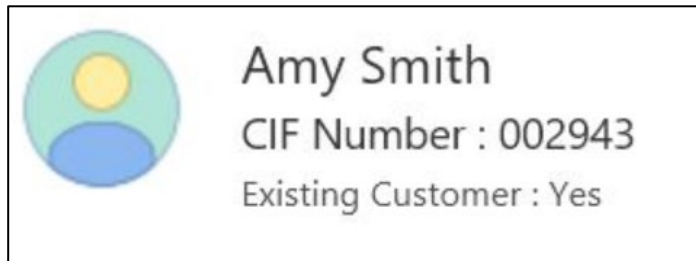 Amy Smith
CIF Number : 002943
Existing Customer : Yes